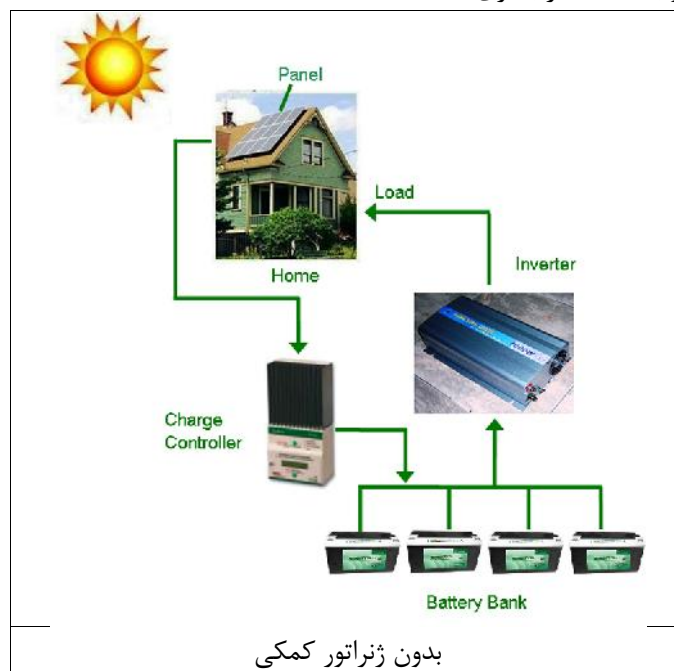 Panel
Load
Home
Inverter
Charge
Controller
Battery Bank
بدون ژنراتور کمکی